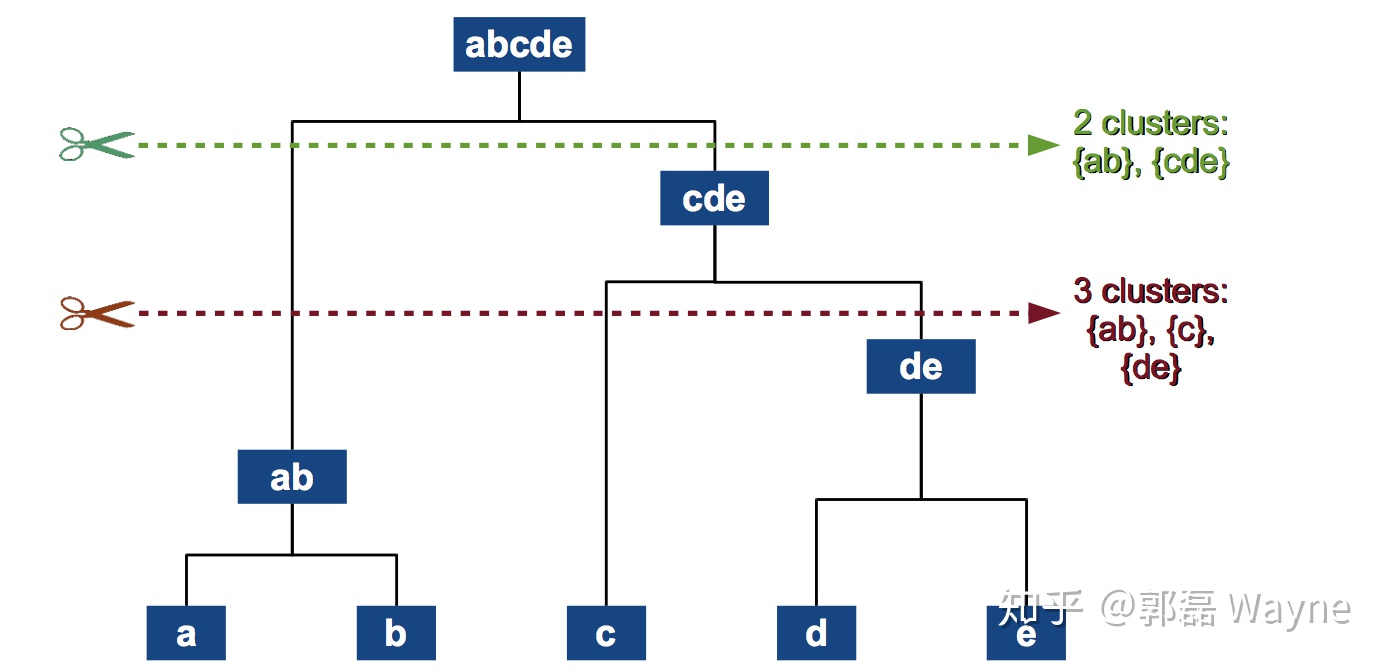 abcde
2 clusters:
{ab}, {cde}
cde
3 clusters:
{ab}, {c},
{de}
de
ab
a
b
c
d
e
知乎 @郭磊 Wayne